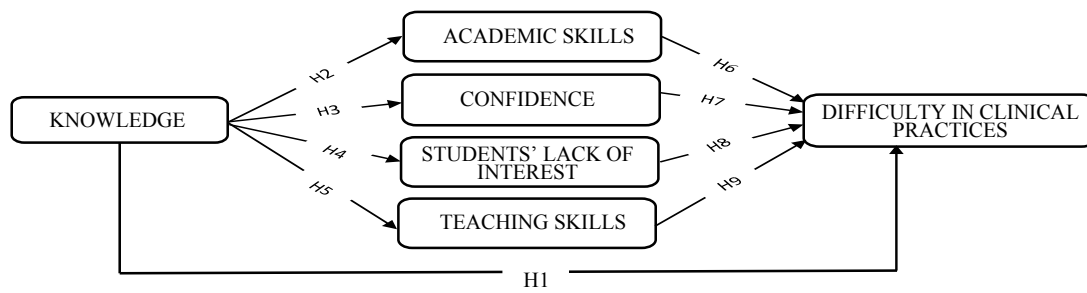 ACADEMIC SKILLS
H2
H6
H3
CONFIDENCE
H7
KNOWLEDGE
DIFFICULTY IN CLINICAL
PRACTICES
H4
STUDENTS’ LACK OF
INTEREST
H8
H5
TEACHING SKILLS
H9
H1